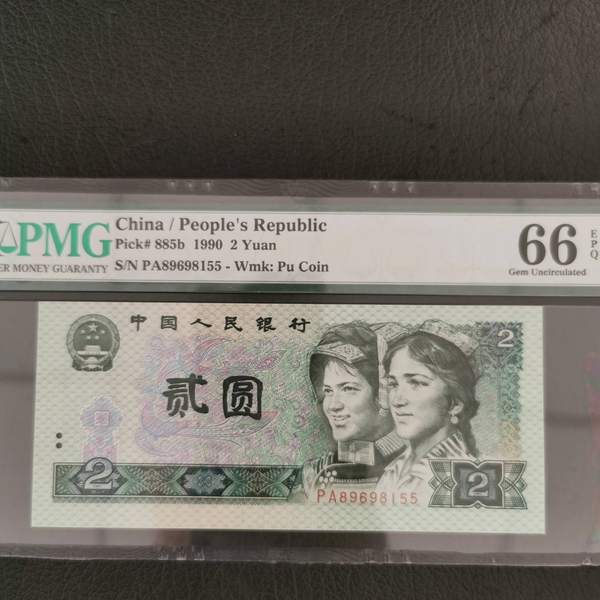 PMG
ER MONEY GUARANTY
China / People's Republic
Pick# 885b 1990 2 Yuan
S/N PA89698155 - Wmk: Pu Coin
66 EPQ
Gem Uncirculated
中国人民银行
2
贰圆
PA89698155
2
2